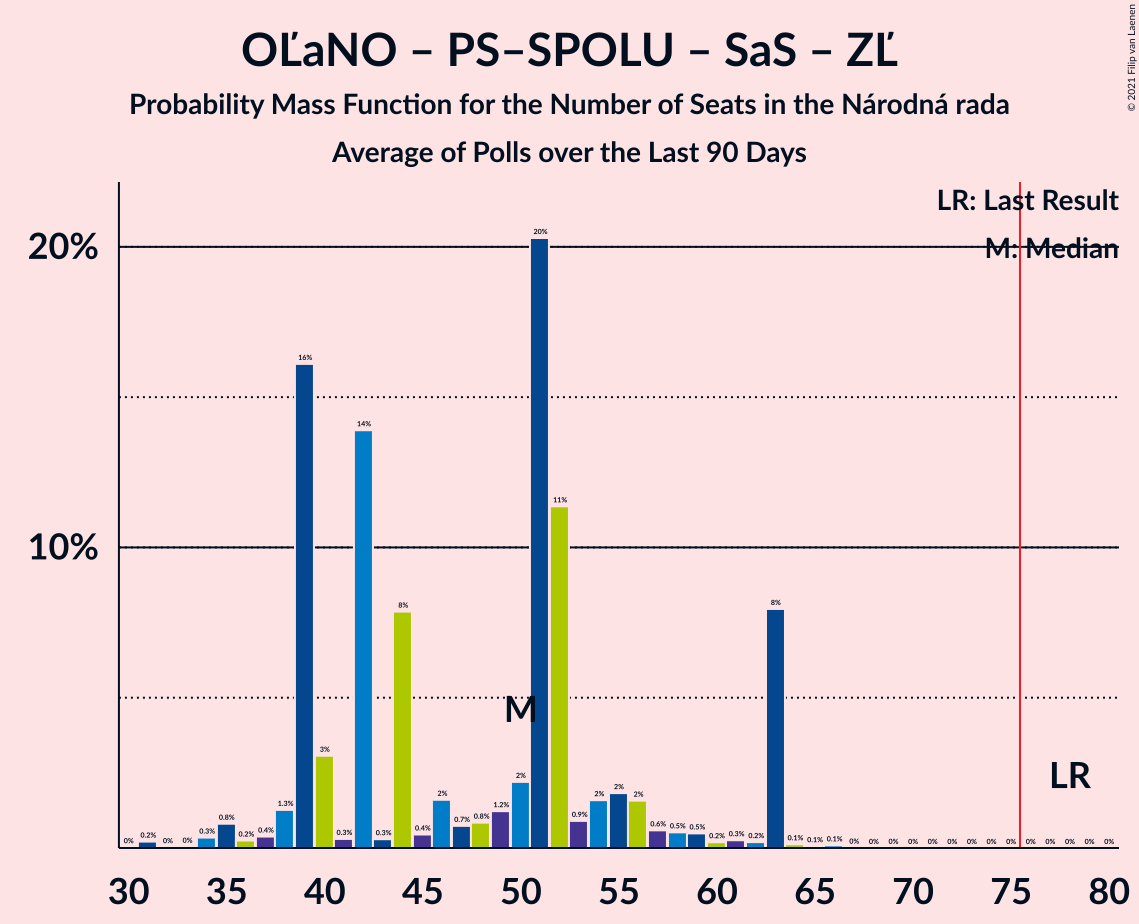 OĽaNO – PS–SPOLU – SaS – ZĽ
Probability Mass Function for the Number of Seats in the Národná rada
Average of Polls over the Last 90 Days
© 2021 Filip van Laenen
LR: Last Result
M: Median
20%
10%
0% 0.2% 0% 0% 0.3% 0.8% 0.2% 0.4% 1.3% 16% 3% 0.3% 14% 0.3% 8% 0.4% 2% 0.7% 0.8% 1.2% 2% 20% 11% 0.9% 2% 2% 2% 0.6% 0.5% 0.5% 0.2% 0.3% 0.2% 8% 0.1% 0.1% 0.1% 0% 0% 0% 0% 0% 0% 0% 0% 0% 0% 0% 0% 0% 0%
M
LR
30 35 40 45 50 55 60 65 70 75 80